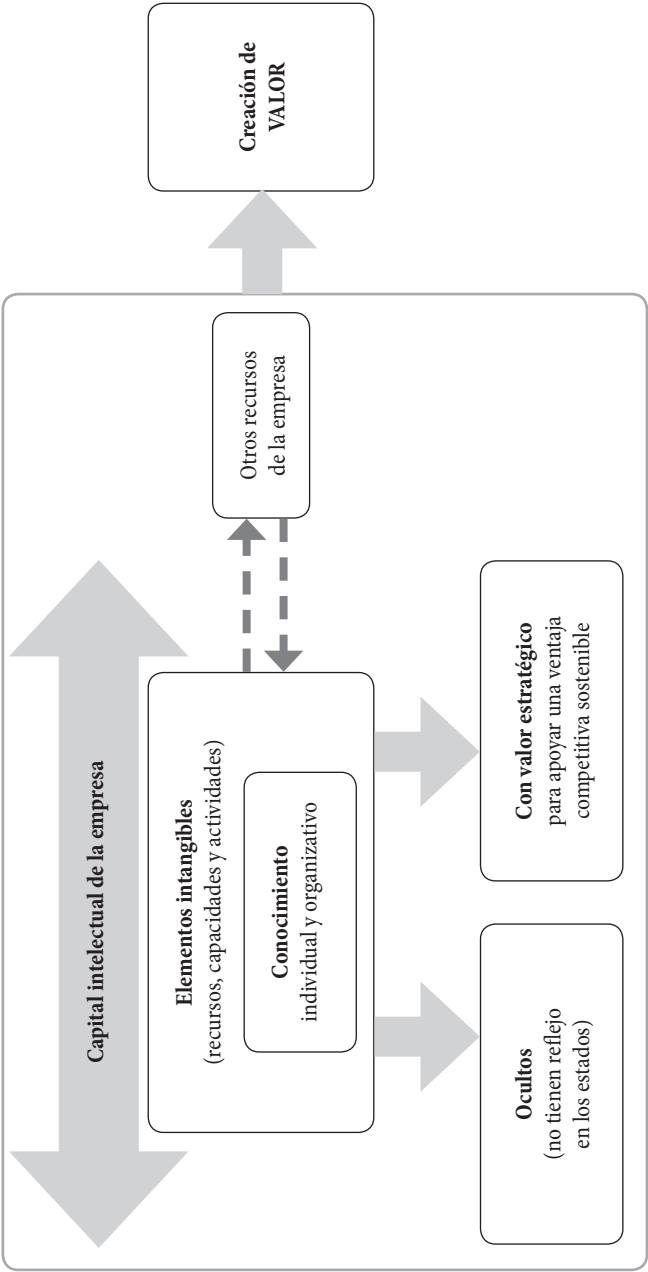 Capital intelectual de la empresa
Elementos intangibles
(recursos, capacidades y actividades)
Conocimiento
individual y organizativo
Otros recursos
de la empresa
Creación de
VALOR
Ocultos
(no tienen reflejo
en los estados)
Con valor estratégico
para apoyar una ventaja
competitiva sostenible